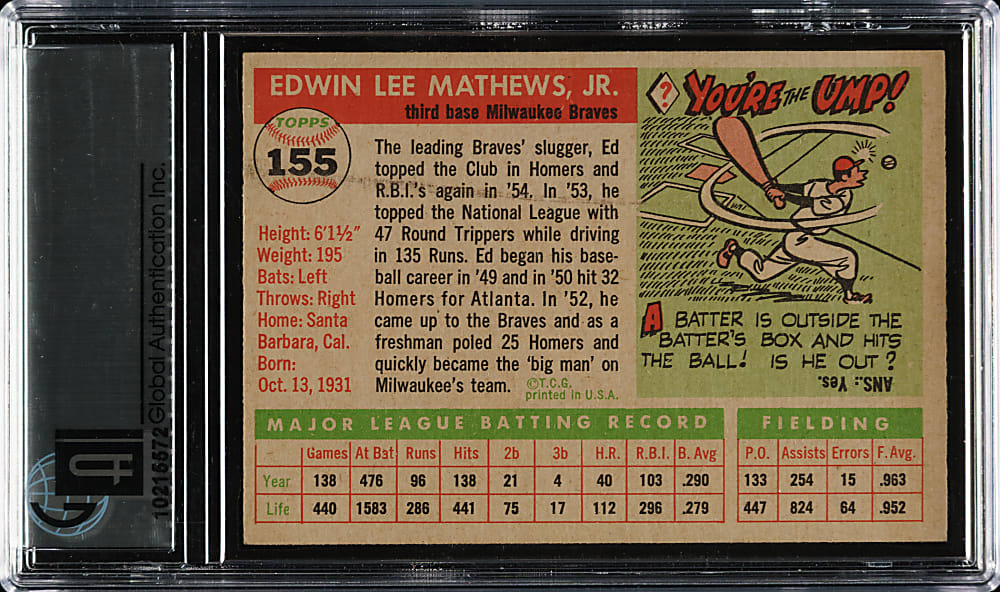 EDWIN LEE MATHEWS, JR.
third base Milwaukee Braves
TOPPS
155
Height: 6'1½"
Weight: 195
Bats: Left
Throws: Right
Home: Santa
Barbara, Cal.
Born:
Oct. 13, 1931
The leading Braves' slugger, Ed
topped the Club in Homers and
R.B.I.'s again in '54. In '53, he
topped the National League with
47 Round Trippers while driving
in 135 Runs. Ed began his base-
ball career in '49 and in '50 hit 32
Homers for Atlanta. In '52, he
came up to the Braves and as a
freshman poled 25 Homers and
quickly became the 'big man' on
Milwaukee's team.
©T.C.G.
printed in U.S.A.
?
YOU'RE THE UMP!
A BATTER IS OUTSIDE THE
BATTER'S BOX AND HITS
THE BALL! IS HE OUT?
ANS.: Yes.
MAJOR LEAGUE BATTING RECORD
Games At Bat Runs Hits 2b 3b H.R. R.B.I. B. Avg
Year 138 476 96 138 21 4 40 103 .290
Life 440 1583 286 441 75 17 112 296 .279
FIELDING
P.O. Assists Errors F. Avg.
133 254 15 .963
447 824 64 .952
10216572 Global Authentication Inc.